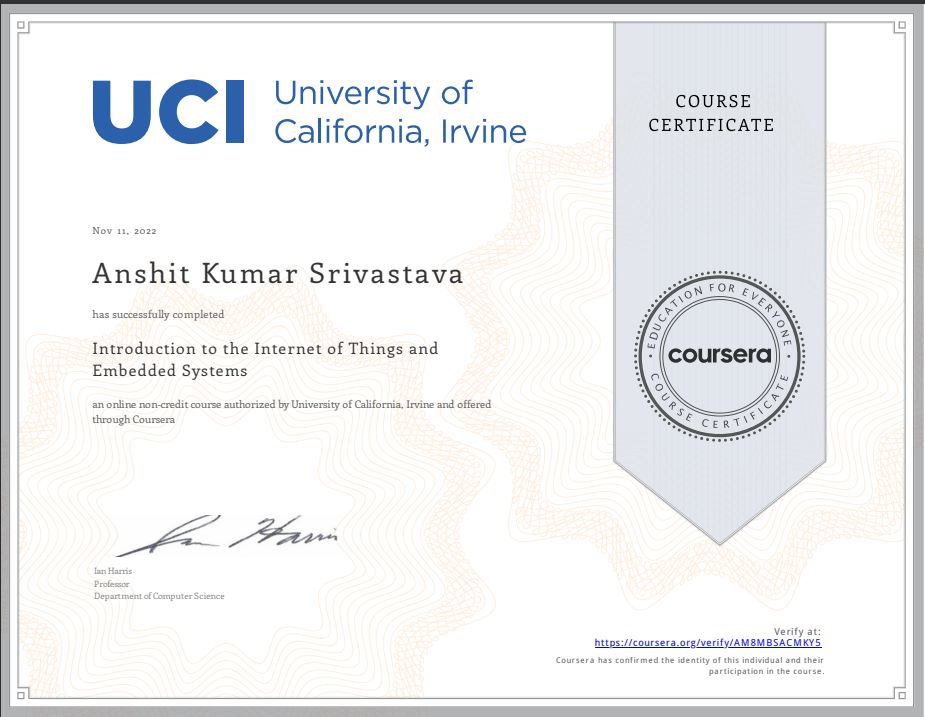 UCI University of
California, Irvine
COURSE
CERTIFICATE
Nov 11, 2022
Anshit Kumar Srivastava
has successfully completed
Introduction to the Internet of Things and
Embedded Systems
an online non-credit course authorized by University of California, Irvine and offered
through Coursera
EDUCATION FOR EVERYONE
coursera
COURSE CERTIFICATE
Ian Harris
Ian Harris
Professor
Department of Computer Science
Verify at:
https://coursera.org/verify/AM8MBSACMKY5
Coursera has confirmed the identity of this individual and their
participation in the course.